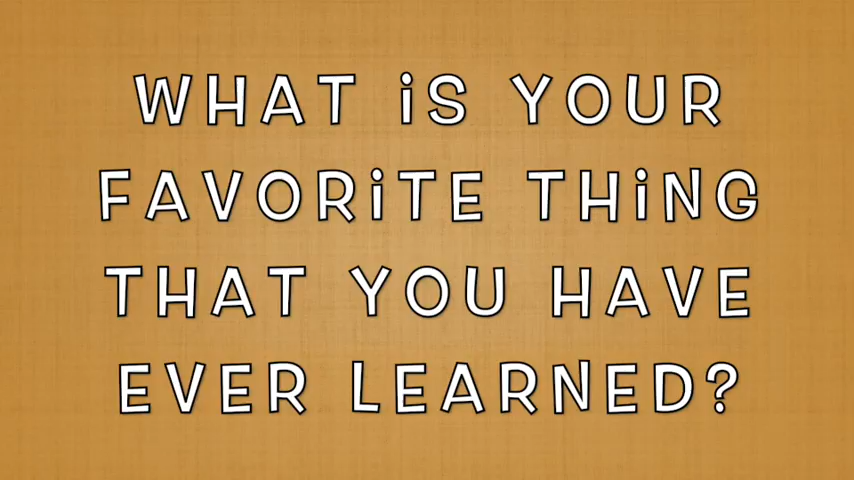 WHAT iS YOUR
FAVORiTE THiNG
THAT YOU HAVE
EVER LEARNED?